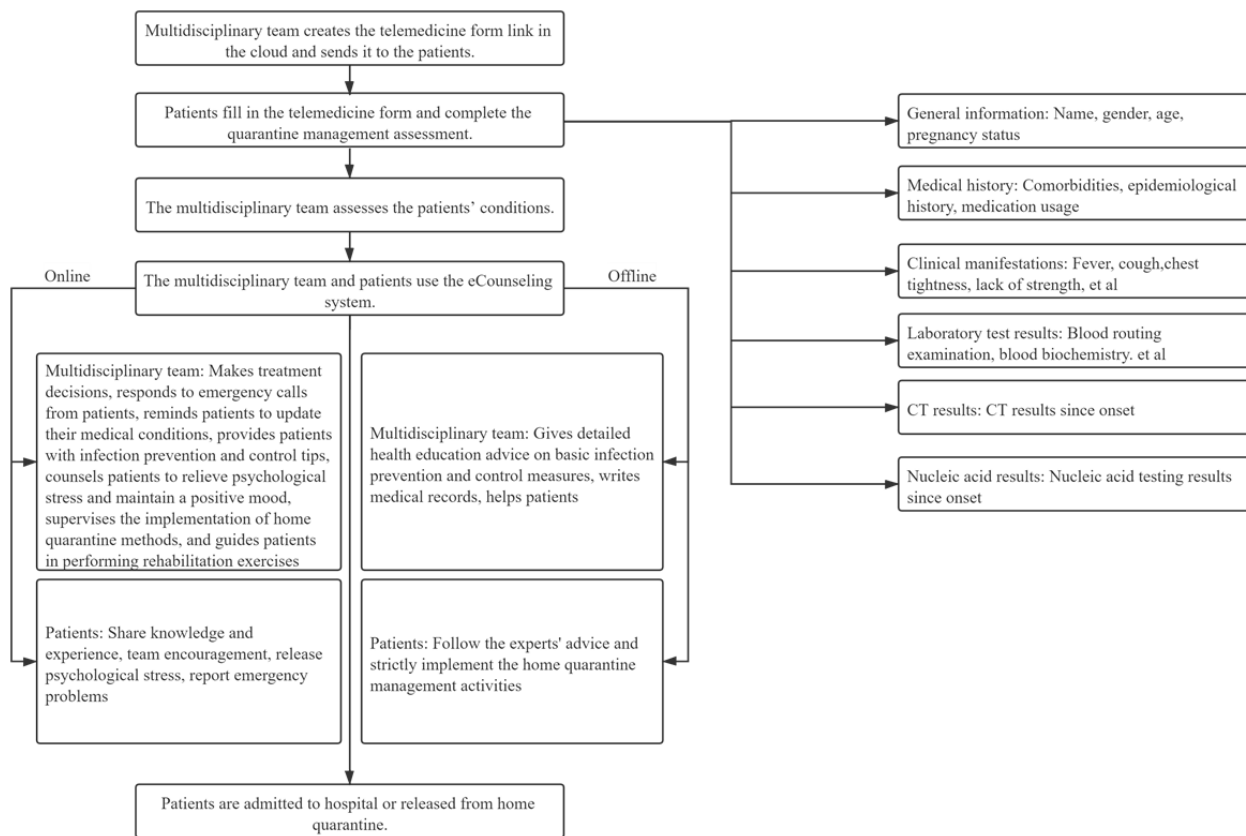 Multidisciplinary team creates the telemedicine form link in
the cloud and sends it to the patients.
Patients fill in the telemedicine form and complete the
quarantine management assessment.
The multidisciplinary team assesses the patients’ conditions.
Online
The multidisciplinary team and patients use the eCounseling
system.
Offline
Multidisciplinary team: Makes treatment
decisions, responds to emergency calls
from patients, reminds patients to update
their medical conditions, provides patients
with infection prevention and control tips,
counsels patients to relieve psychological
stress and maintain a positive mood,
supervises the implementation of home
quarantine methods, and guides patients
in performing rehabilitation exercises
Multidisciplinary team: Gives detailed
health education advice on basic infection
prevention and control measures, writes
medical records, helps patients
Patients: Share knowledge and
experience, team encouragement, release
psychological stress, report emergency
problems
Patients: Follow the experts' advice and
strictly implement the home quarantine
management activities
Patients are admitted to hospital or released from home
quarantine.
General information: Name, gender, age,
pregnancy status
Medical history: Comorbidities, epidemiological
history, medication usage
Clinical manifestations: Fever, cough,chest
tightness, lack of strength, et al
Laboratory test results: Blood routing
examination, blood biochemistry. et al
CT results: CT results since onset
Nucleic acid results: Nucleic acid testing results
since onset